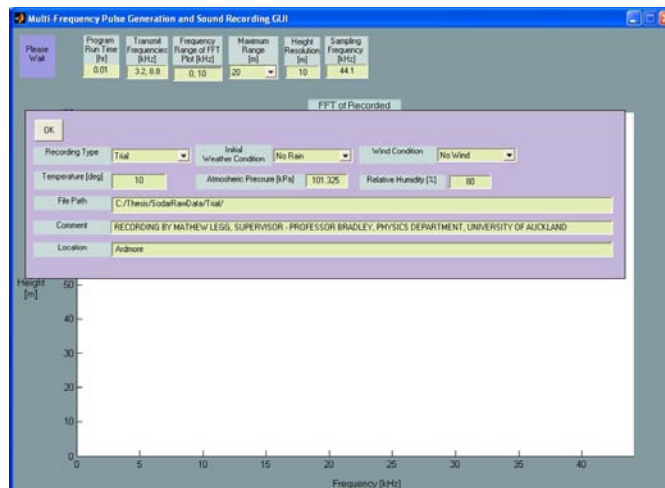 Multi-Frequency Pulse Generation and Sound Recording GUI
Please Wait
Program Run Time [hr]
0.01
Transmit Frequencies [kHz]
3.2, 8.8
Frequency Range of FFT Plot [kHz]
0, 10
Maximum Range [m]
20
Height Resolution [m]
10
Sampling Frequency [kHz]
44.1
FFT of Recorded
OK
Recording Type Trial
Initial Weather Condition No Rain
Wind Condition No Wind
Temperature [deg] 10
Atmosheric Pressure [kPa] 101.325
Relative Humidity [%] 80
File Path C:/Thesis/SodarRawData/Trial/
Comment RECORDING BY MATHEW LEGG, SUPERVISOR - PROFESSOR BRADLEY, PHYSICS DEPARTMENT, UNIVERSITY OF AUCKLAND
Location Ardmore
Height [m]
50
40
30
20
10
0
0 5 10 15 20 25 30 35 40
Frequency [kHz]